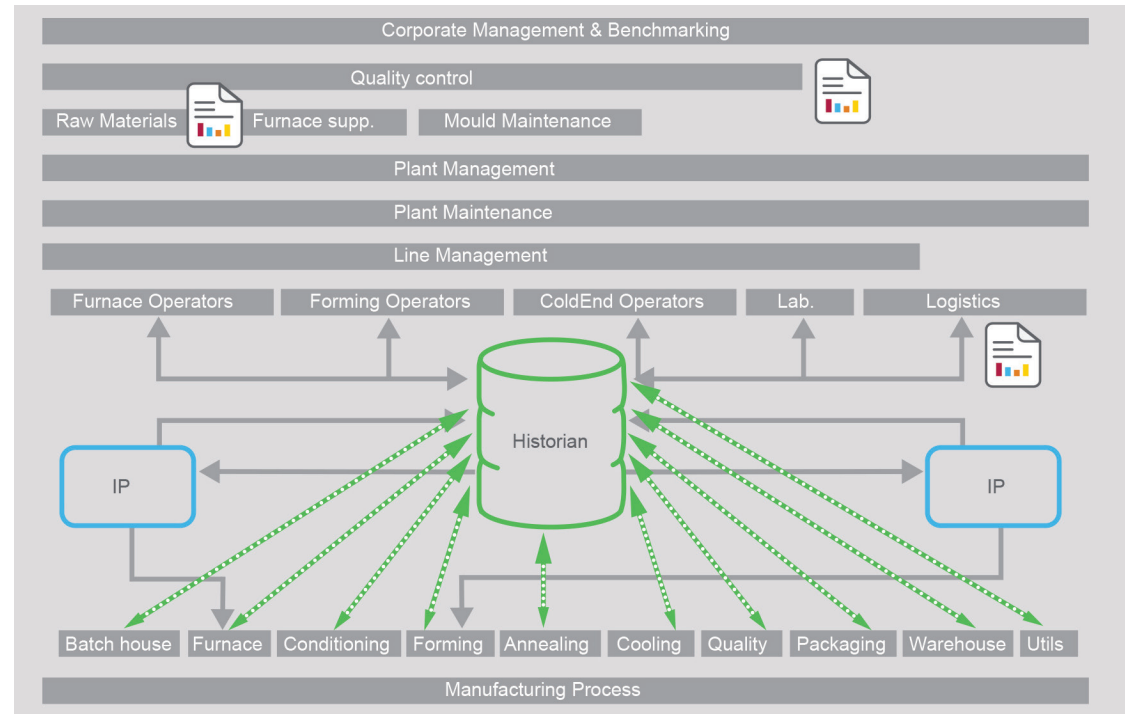 Corporate Management & Benchmarking
Quality control
Raw Materials
Furnace supp.
Mould Maintenance
Plant Management
Plant Maintenance
Line Management
Furnace Operators
Forming Operators
ColdEnd Operators
Lab.
Logistics
Historian
IP
IP
Batch house
Furnace
Conditioning
Forming
Annealing
Cooling
Quality
Packaging
Warehouse
Utils
Manufacturing Process